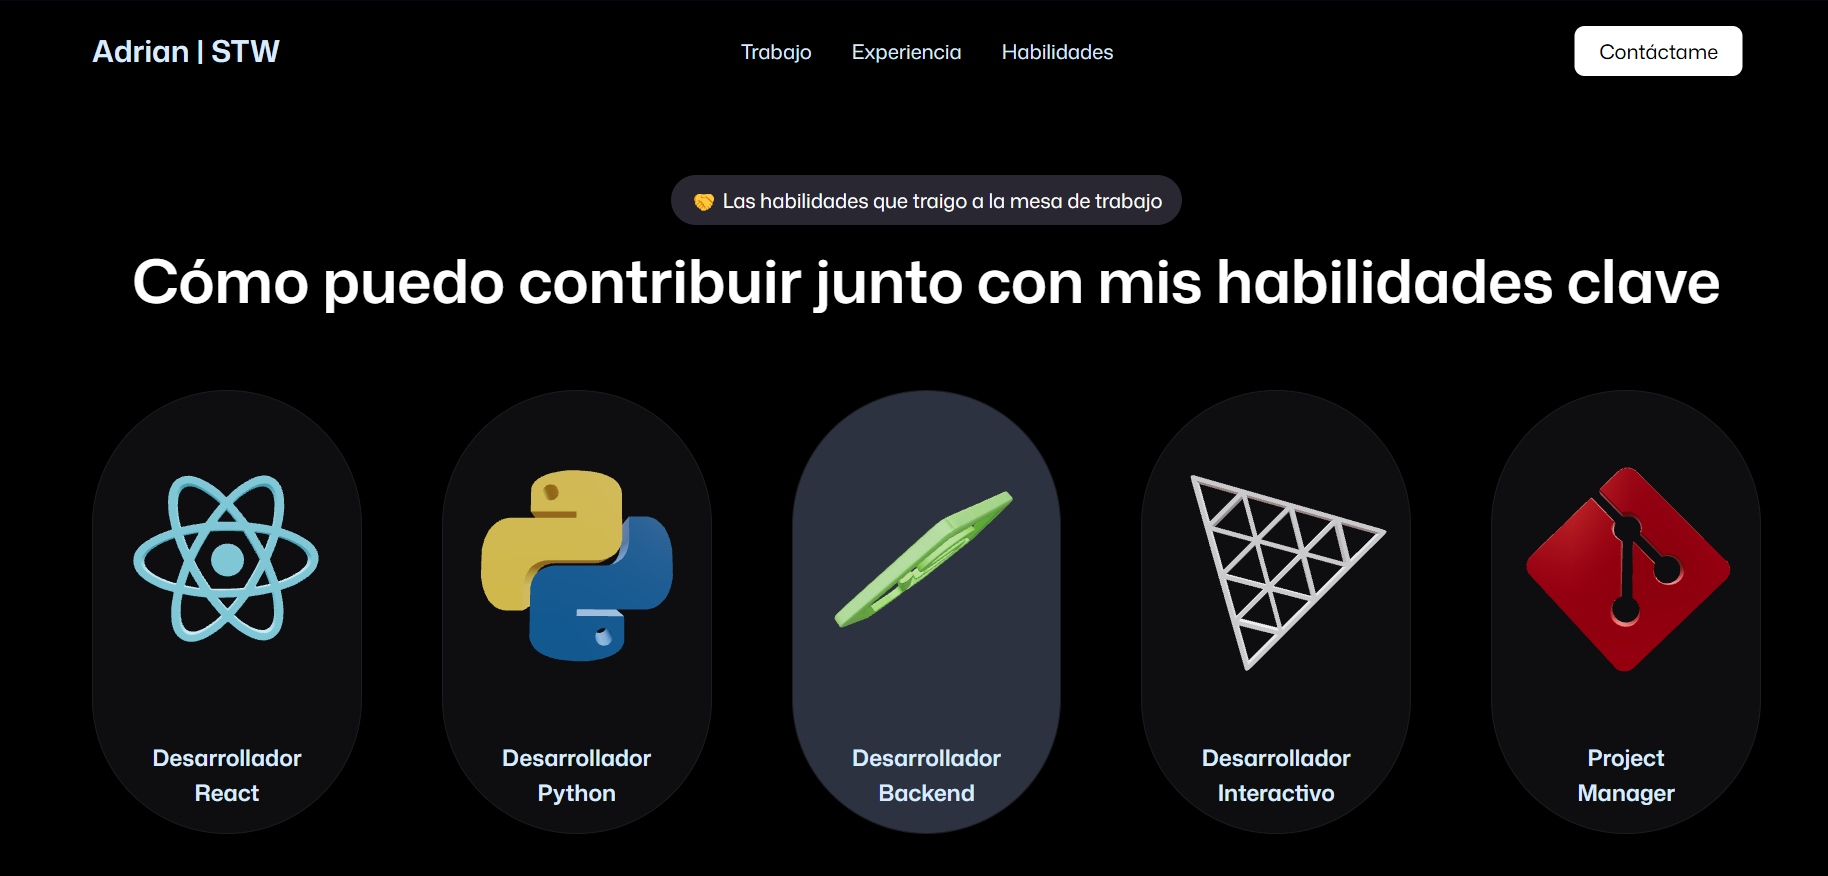 Adrian | STW
Trabajo
Experiencia
Habilidades
Contáctame
🤝 Las habilidades que traigo a la mesa de trabajo
Cómo puedo contribuir junto con mis habilidades clave
Desarrollador
React
Desarrollador
Python
Desarrollador
Backend
Desarrollador
Interactivo
Project
Manager